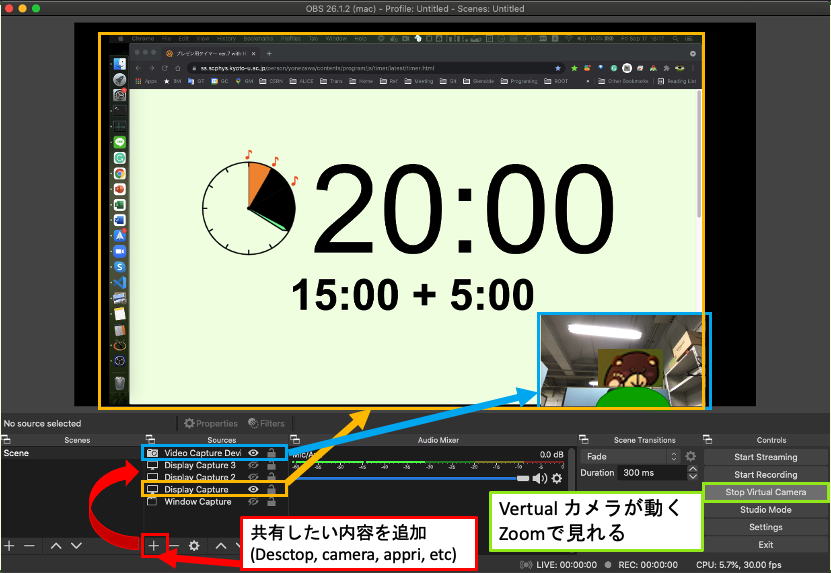 OBS 26.1.2 (mac) - Profile: Untitled - Scenes: Untitled
Chrome File Edit View History Bookmarks Profiles Tab Window Help
プレゼン用タイマー ver.7 with H
ss.scphys.kyoto-u.ac.jp/person/yonezawa/contents/program/js/timer/latest/timer.html
Apps
Other Bookmarks
Reading List
20:00
15:00 + 5:00
No source selected
Properties
Filters
Scenes
Sources
Audio Mixer
Scene Transitions
Controls
Scene
Video Capture Devi
Display Capture 3
Display Capture 2
Display Capture
Window Capture
Mic/Aux
0.0 dB
Fade
Duration 300 ms
Start Streaming
Start Recording
Stop Virtual Camera
Studio Mode
Settings
Exit
共有したい内容を追加
(Desctop, camera, appri, etc)
Vertual カメラが動く
Zoomで見れる
LIVE: 00:00:00
REC: 00:00:00
CPU: 5.7%, 30.00 fps